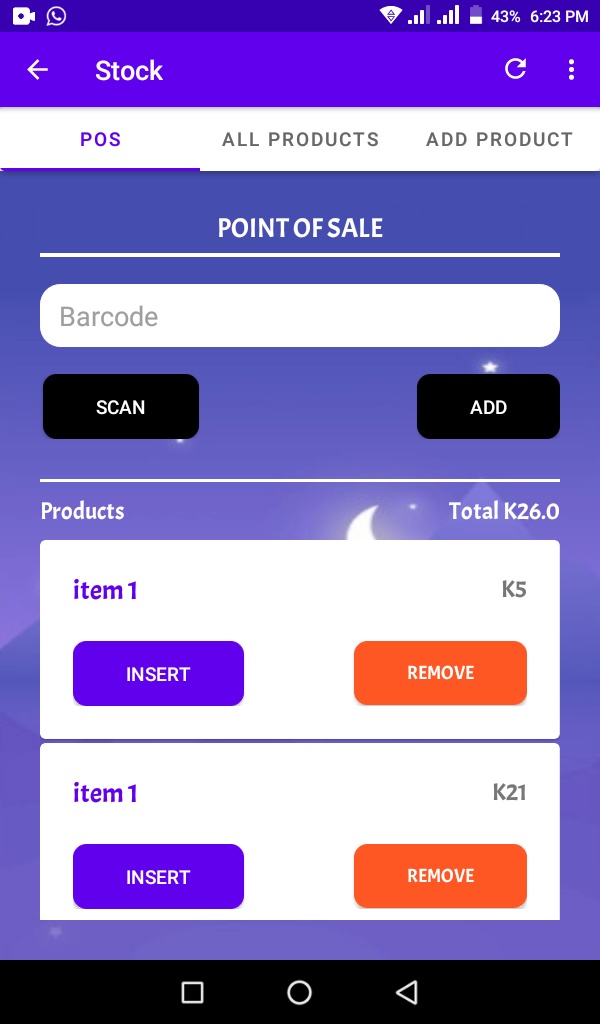 43% 6:23 PM
Stock
POS ALL PRODUCTS ADD PRODUCT
POINT OF SALE
Barcode
SCAN ADD
Products Total K26.0
item 1 K5
INSERT REMOVE
item 1 K21
INSERT REMOVE